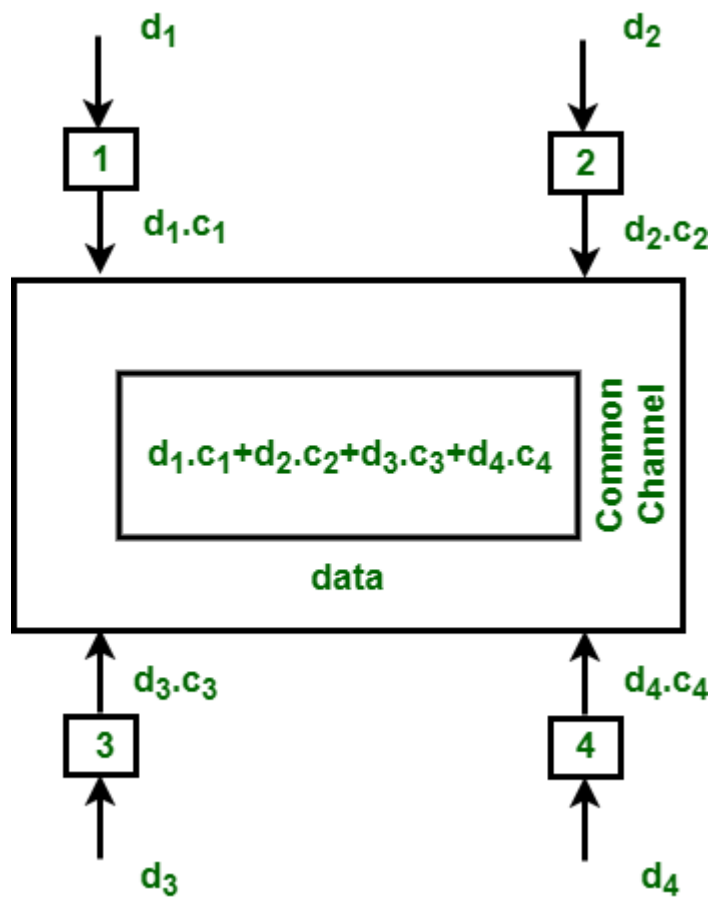 d₁
d₂
1
2
d₁.c₁
d₂.c₂
d₁.c₁+d₂.c₂+d₃.c₃+d₄.c₄
Common
Channel
data
d₃.c₃
d₄.c₄
3
4
d₃
d₄